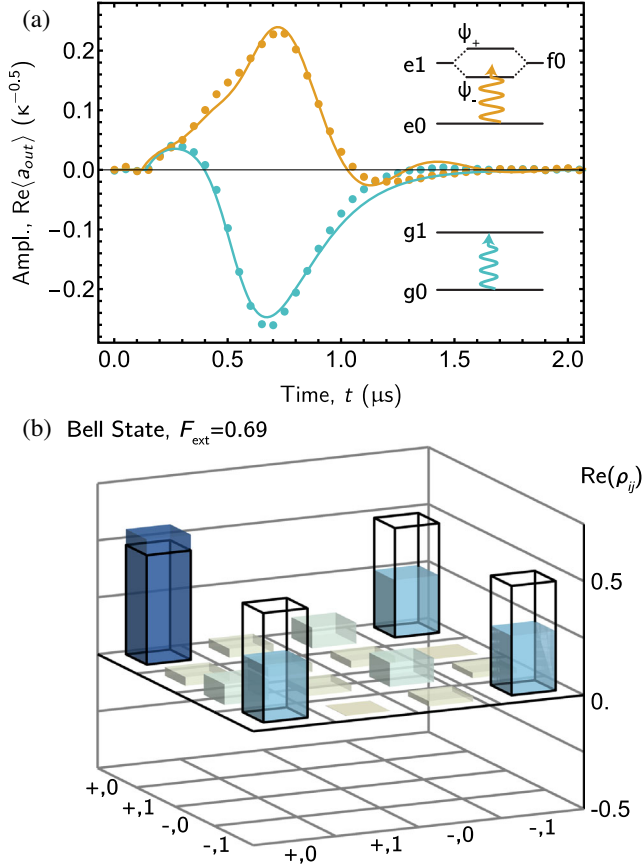 (a)
0.2
0.1
0.0
−0.1
−0.2
Ampl., Re⟨a_out⟩ (κ^−0.5)
ψ+
e1
f0
ψ-
e0
g1
g0
0.0
0.5
1.0
1.5
2.0
Time, t (μs)
(b) Bell State, F_ext=0.69
Re(ρ_ij)
0.5
0.
-0.5
+,0
+,1
-,0
-,1
+,0
+,1
-,0
-,1